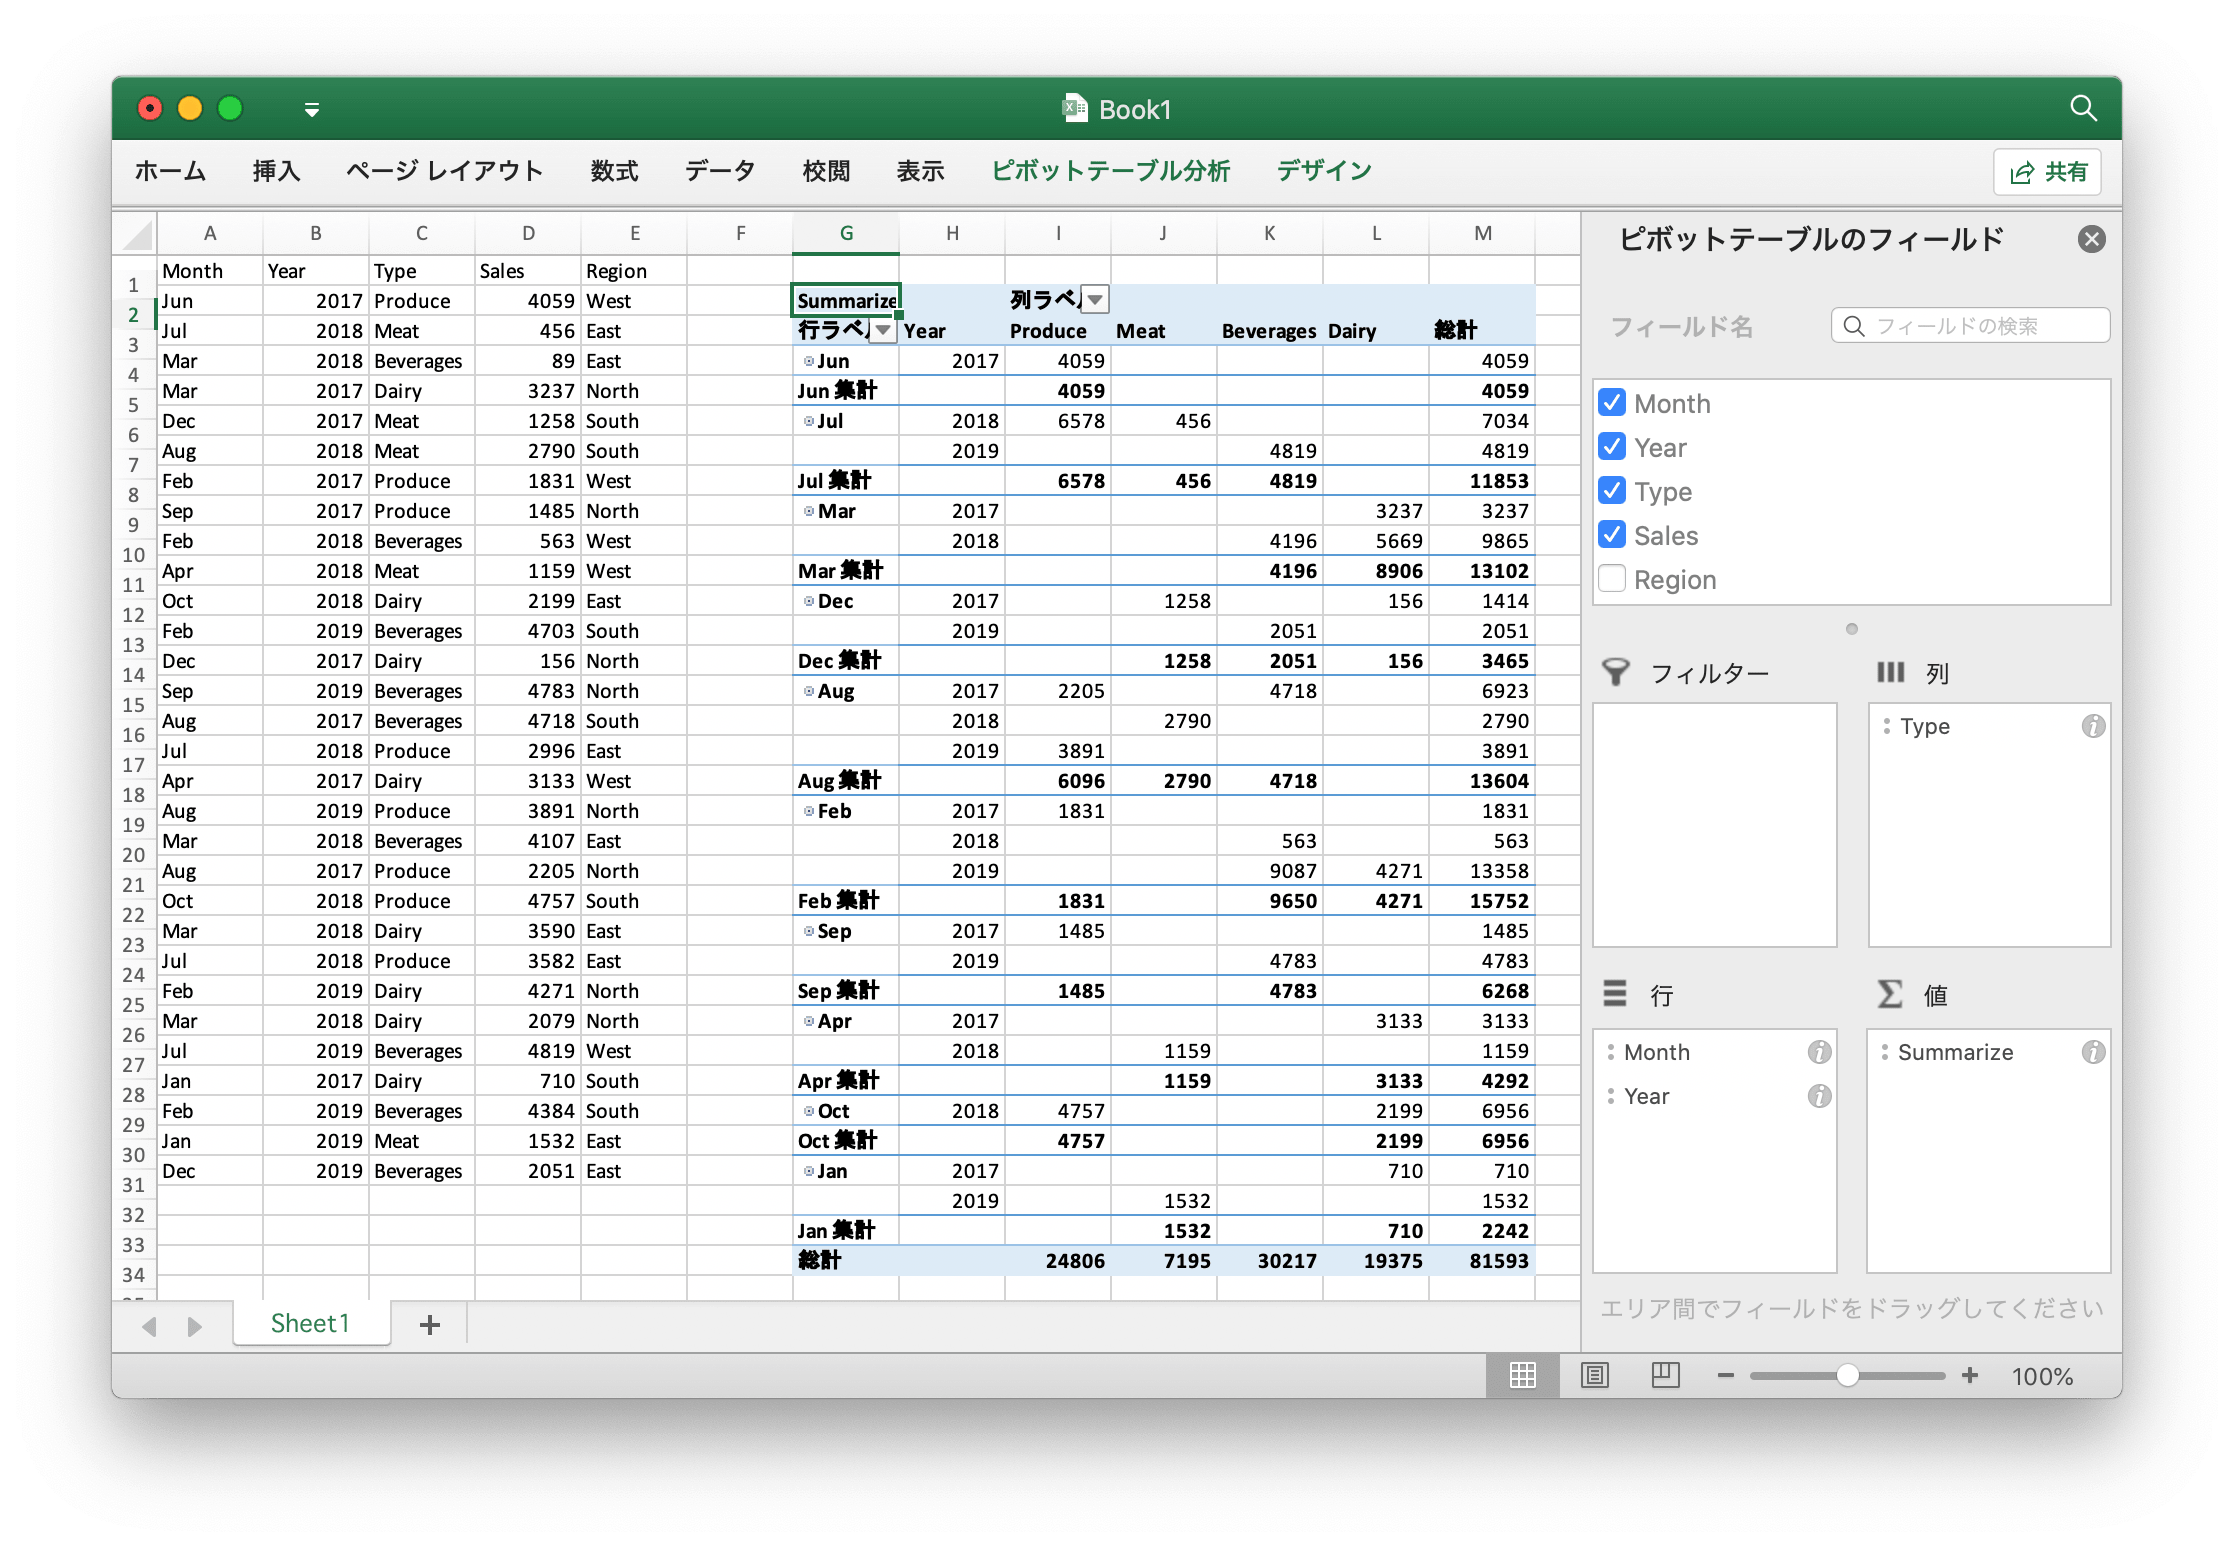 Book1
ホーム 挿入 ページ レイアウト 数式 データ 校閲 表示 ピボットテーブル分析 デザイン 共有
A B C D E F G H I J K L M
1 Month Year Type Sales Region
2 Jun 2017 Produce 4059 West Summarize 列ラベ
3 Jul 2018 Meat 456 East 行ラベ Year Produce Meat Beverages Dairy 総計
4 Mar 2018 Beverages 89 East Jun 2017 4059 4059
5 Mar 2017 Dairy 3237 North Jun 集計 4059 4059
6 Dec 2017 Meat 1258 South Jul 2018 6578 456 7034
7 Aug 2018 Meat 2790 South 2019 4819 4819
8 Feb 2017 Produce 1831 West Jul 集計 6578 456 4819 11853
9 Sep 2017 Produce 1485 North Mar 2017 3237 3237
10 Feb 2018 Beverages 563 West 2018 4196 5669 9865
11 Apr 2018 Meat 1159 West Mar 集計 4196 8906 13102
12 Oct 2018 Dairy 2199 East Dec 2017 1258 156 1414
13 Feb 2019 Beverages 4703 South 2019 2051 2051
14 Dec 2017 Dairy 156 North Dec 集計 1258 2051 156 3465
15 Sep 2019 Beverages 4783 North Aug 2017 2205 4718 6923
16 Aug 2017 Beverages 4718 South 2018 2790 2790
17 Jul 2018 Produce 2996 East 2019 3891 3891
18 Apr 2017 Dairy 3133 West Aug 集計 6096 2790 4718 13604
19 Aug 2019 Produce 3891 North Feb 2017 1831 1831
20 Mar 2018 Beverages 4107 East 2018 563 563
21 Aug 2017 Produce 2205 North 2019 9087 4271 13358
22 Oct 2018 Produce 4757 South Feb 集計 1831 9650 4271 15752
23 Mar 2018 Dairy 3590 East Sep 2017 1485 1485
24 Jul 2018 Produce 3582 East 2019 4783 4783
25 Feb 2019 Dairy 4271 North Sep 集計 1485 4783 6268
26 Mar 2018 Dairy 2079 North Apr 2017 3133 3133
27 Jul 2019 Beverages 4819 West 2018 1159 1159
28 Jan 2017 Dairy 710 South Apr 集計 1159 3133 4292
29 Feb 2019 Beverages 4384 South Oct 2018 4757 2199 6956
30 Jan 2019 Meat 1532 East Oct 集計 4757 2199 6956
31 Dec 2019 Beverages 2051 East Jan 2017 710 710
32 2019 1532 1532
33 Jan 集計 1532 710 2242
34 総計 24806 7195 30217 19375 81593
Sheet1
ピボットテーブルのフィールド
フィールド名 フィールドの検索
Month
Year
Type
Sales
Region
フィルター 列
Type
行 値
Month Summarize
Year
エリア間でフィールドをドラッグしてください
100%